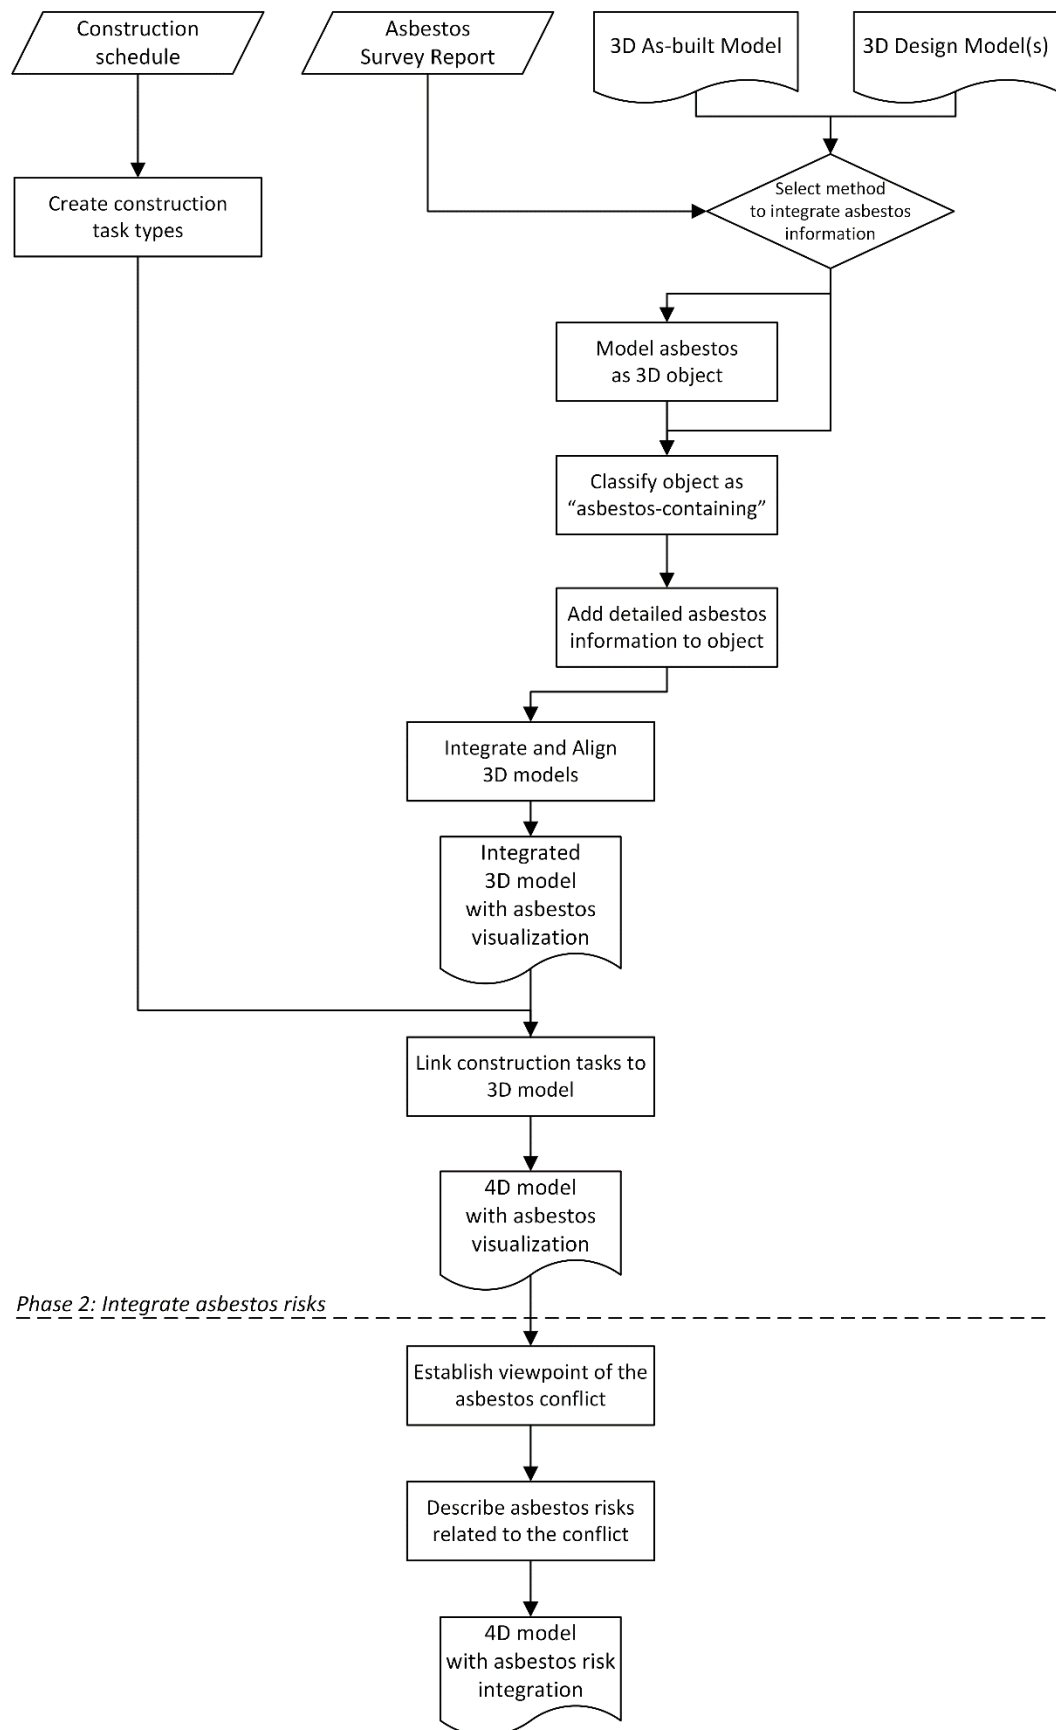 Construction
schedule
Asbestos
Survey Report
3D As-built Model
3D Design Model(s)
Create construction
task types
Select method
to integrate asbestos
information
Model asbestos
as 3D object
Classify object as
“asbestos-containing”
Add detailed asbestos
information to object
Integrate and Align
3D models
Integrated
3D model
with asbestos
visualization
Link construction tasks to
3D model
4D model
with asbestos
visualization
Phase 2: Integrate asbestos risks
Establish viewpoint of the
asbestos conflict
Describe asbestos risks
related to the conflict
4D model
with asbestos risk
integration